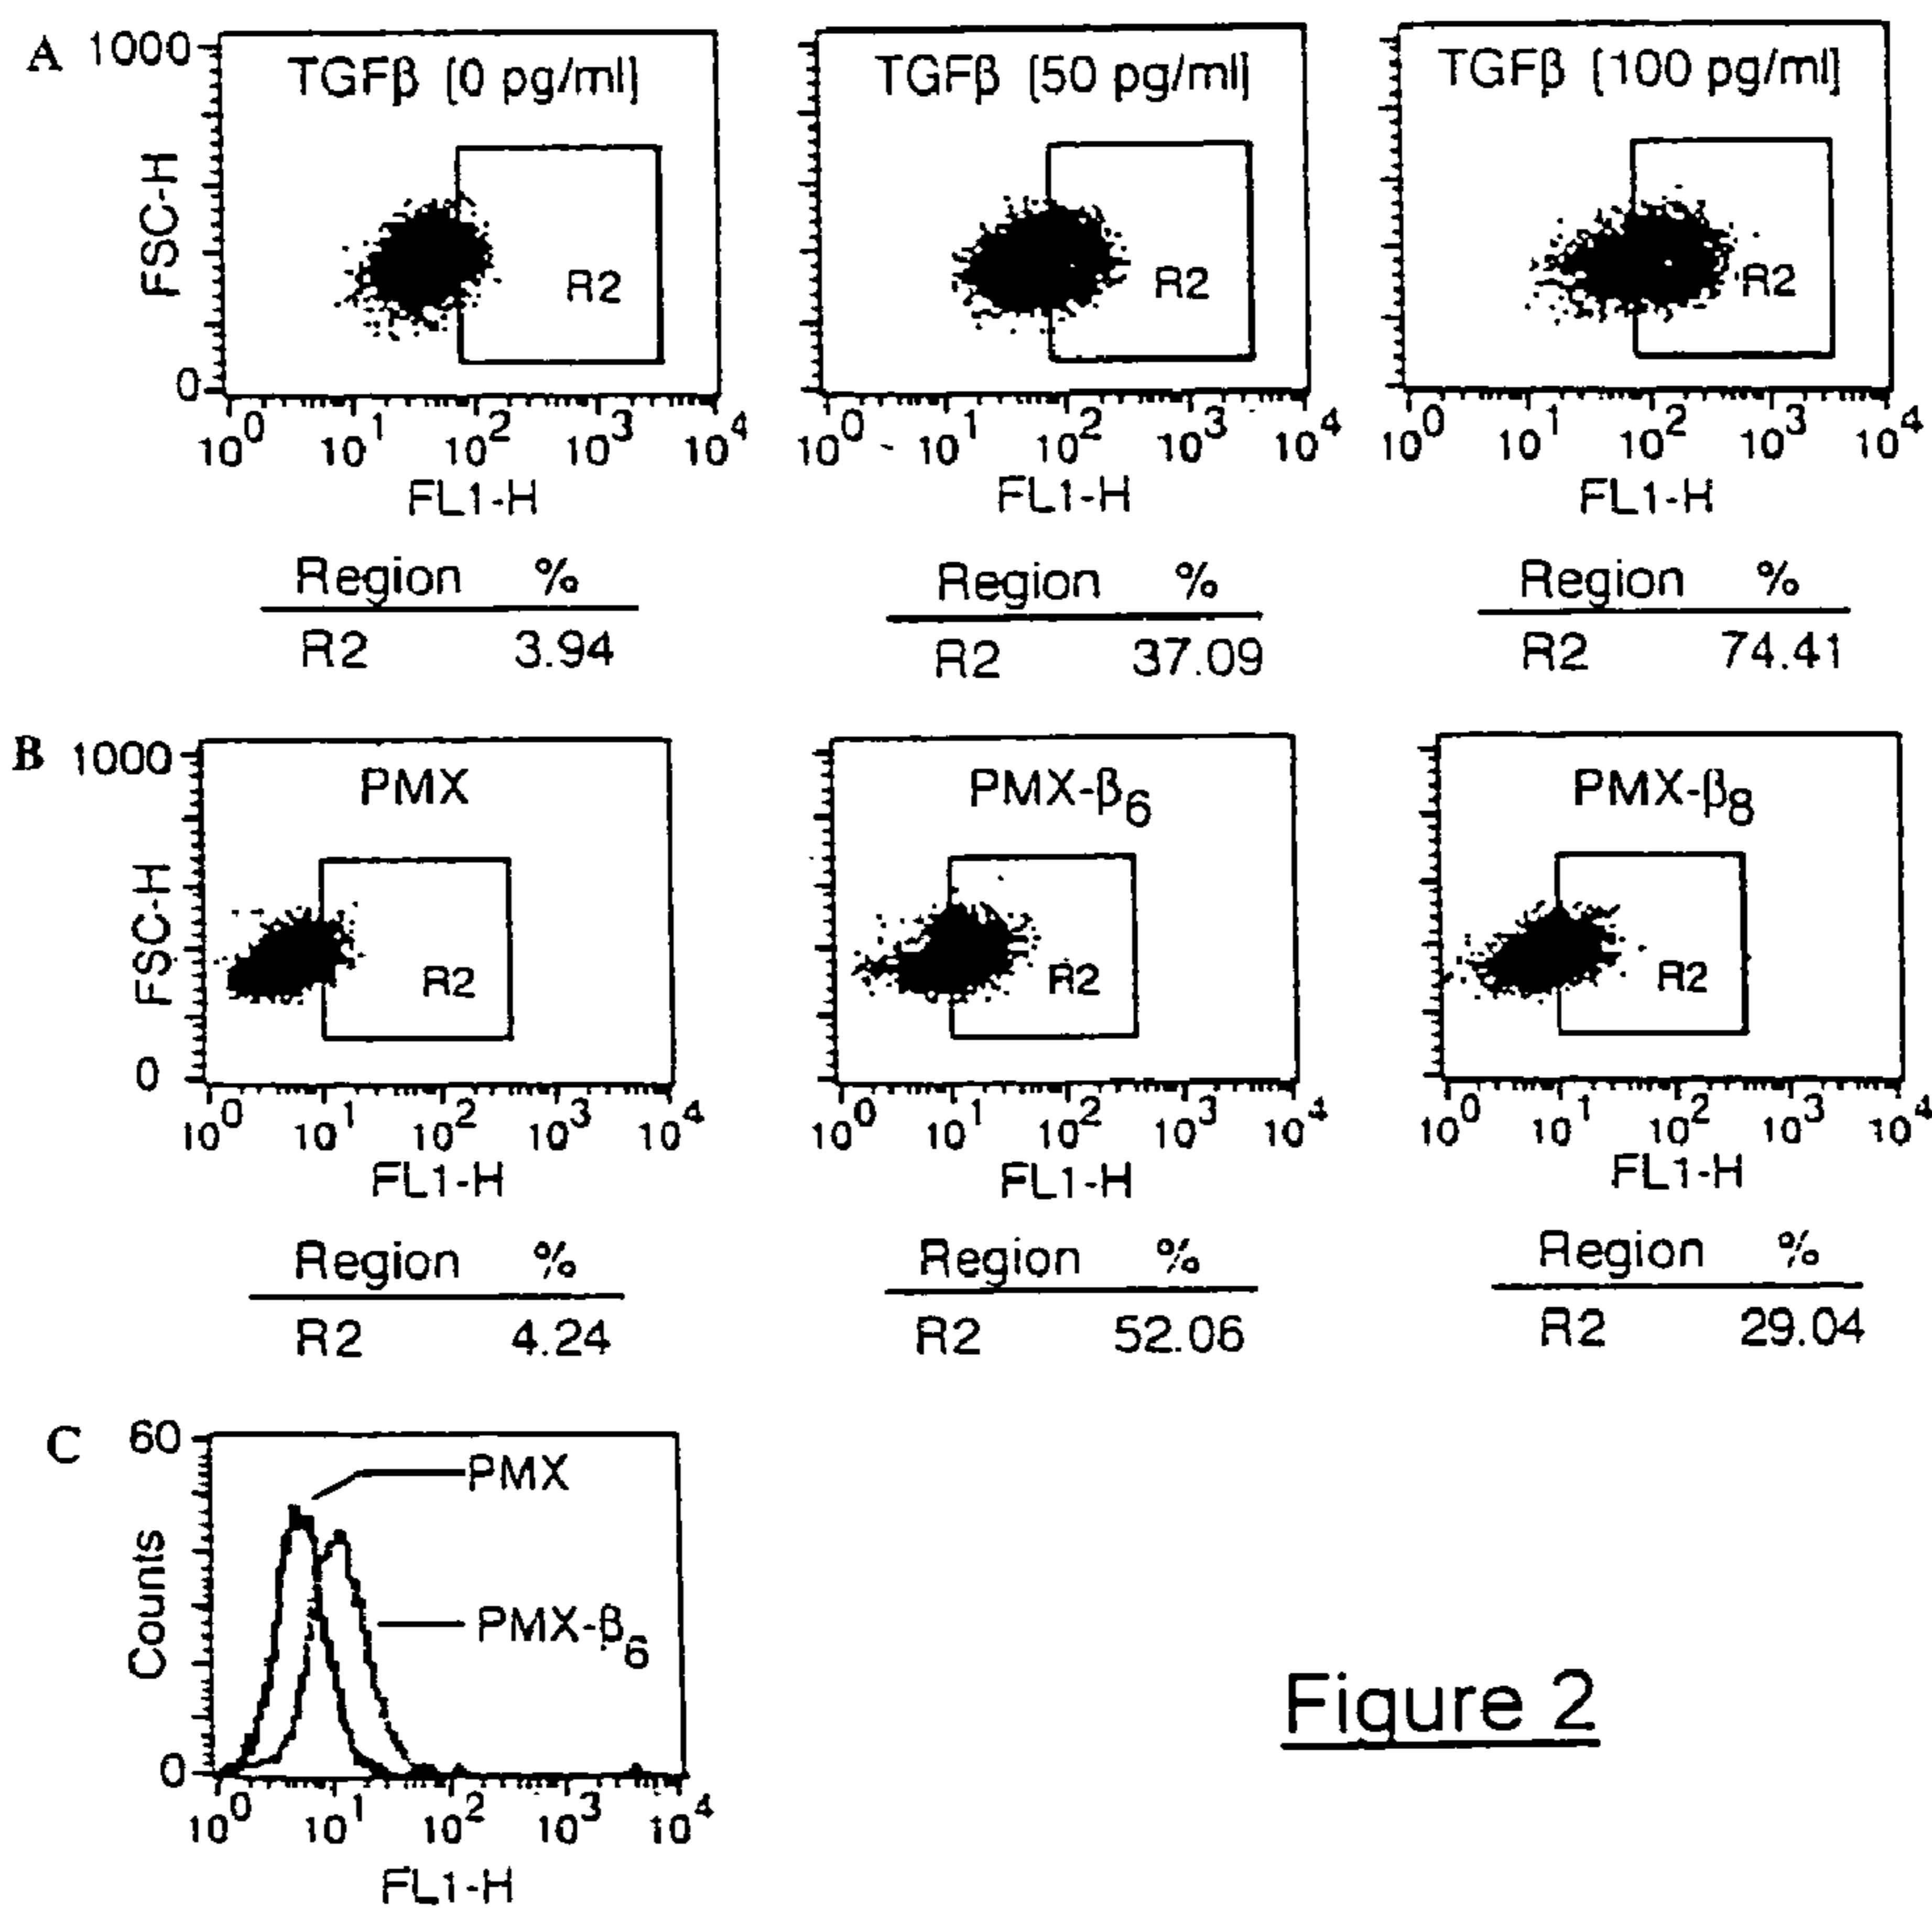 A
1000
TGFβ [0 pg/ml]
TGFβ [50 pg/ml]
TGFβ [100 pg/ml]
FSC-H
R2
R2
R2
0
10^0 10^1 10^2 10^3 10^4
10^0 10^1 10^2 10^3 10^4
10^0 10^1 10^2 10^3 10^4
FL1-H
FL1-H
FL1-H
Region %
R2 3.94
Region %
R2 37.09
Region %
R2 74.41
B
1000
PMX
PMX-β6
PMX-β8
FSC-H
R2
R2
R2
0
10^0 10^1 10^2 10^3 10^4
10^0 10^1 10^2 10^3 10^4
10^0 10^1 10^2 10^3 10^4
FL1-H
FL1-H
FL1-H
Region %
R2 4.24
Region %
R2 52.06
Region %
R2 29.04
C
60
PMX
Counts
PMX-β6
0
10^0 10^1 10^2 10^3 10^4
FL1-H
Figure 2